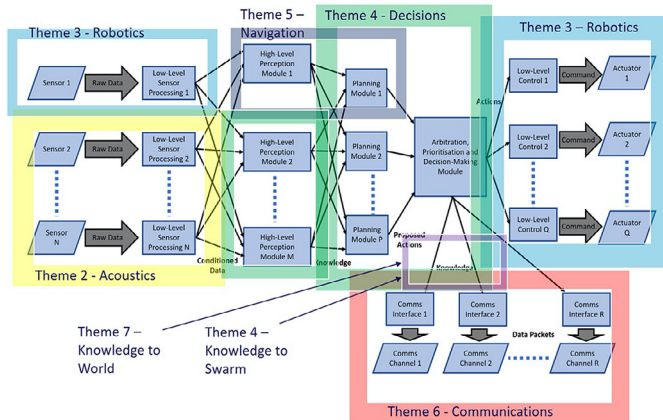 Theme 3 - Robotics
Theme 5 –
Navigation
Theme 4 - Decisions
Theme 3 – Robotics
Sensor 1
Raw Data
Low-Level
Sensor
Processing 1
High-Level
Perception
Module 1
Planning
Module 1
Sensor 2
Raw Data
Low-Level
Sensor
Processing 2
High-Level
Perception
Module 2
Planning
Module 2
Sensor
N
Raw Data
Low-Level
Sensor
Processing N
High-Level
Perception
Module M
Planning
Module P
Conditioned
Data
Knowledge
Proposed
Actions
Arbitration,
Prioritisation and
Decision-Making
Module
Actions
Low-Level
Control 1
Command
Actuator
1
Low-Level
Control 2
Command
Actuator
2
Low-Level
Control Q
Command
Actuator
Q
Theme 2 - Acoustics
Knowledge
Theme 7 –
Knowledge to
World
Theme 4 –
Knowledge to
Swarm
Comms
Interface 1
Comms
Interface 2
Comms
Interface R
Data Packets
Comms
Channel 1
Comms
Channel 2
Comms
Channel R
Theme 6 - Communications